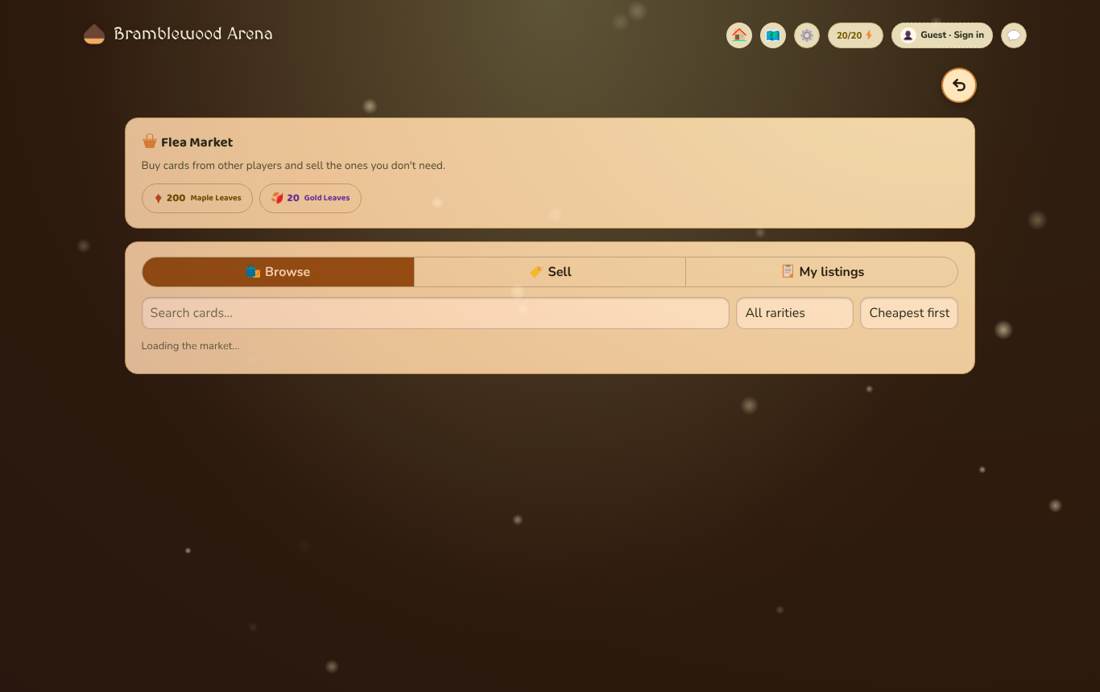 Bramblewood Arena
20/20
Guest · Sign in
Flea Market
Buy cards from other players and sell the ones you don't need.
200 Maple Leaves
20 Gold Leaves
Browse
Sell
My listings
Search cards...
All rarities
Cheapest first
Loading the market...